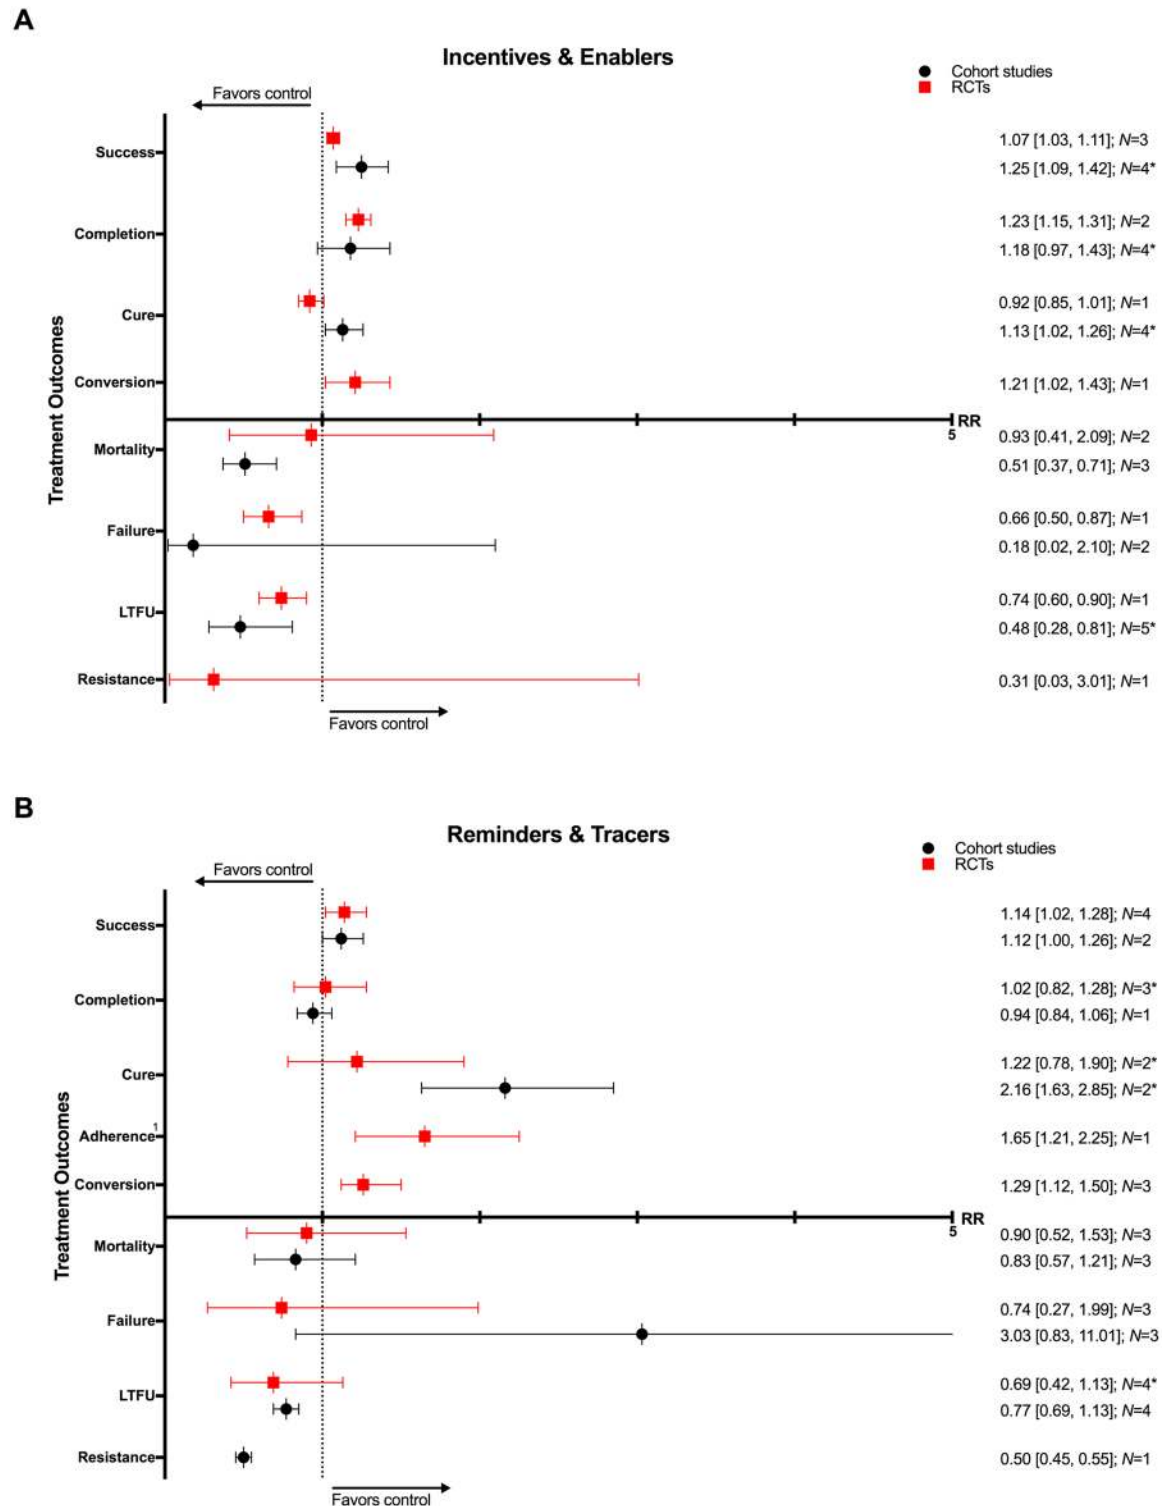 A
Incentives & Enablers
Cohort studies
RCTs
Favors control
Treatment Outcomes
Success
1.07 [1.03, 1.11]; N=3
1.25 [1.09, 1.42]; N=4*
Completion
1.23 [1.15, 1.31]; N=2
1.18 [0.97, 1.43]; N=4*
Cure
0.92 [0.85, 1.01]; N=1
1.13 [1.02, 1.26]; N=4*
Conversion
1.21 [1.02, 1.43]; N=1
RR
5
Mortality
0.93 [0.41, 2.09]; N=2
0.51 [0.37, 0.71]; N=3
Failure
0.66 [0.50, 0.87]; N=1
0.18 [0.02, 2.10]; N=2
LTFU
0.74 [0.60, 0.90]; N=1
0.48 [0.28, 0.81]; N=5*
Resistance
0.31 [0.03, 3.01]; N=1
Favors control
B
Reminders & Tracers
Cohort studies
RCTs
Favors control
Treatment Outcomes
Success
1.14 [1.02, 1.28]; N=4
1.12 [1.00, 1.26]; N=2
Completion
1.02 [0.82, 1.28]; N=3*
0.94 [0.84, 1.06]; N=1
Cure
1.22 [0.78, 1.90]; N=2*
2.16 [1.63, 2.85]; N=2*
Adherence¹
1.65 [1.21, 2.25]; N=1
Conversion
1.29 [1.12, 1.50]; N=3
RR
5
Mortality
0.90 [0.52, 1.53]; N=3
0.83 [0.57, 1.21]; N=3
Failure
0.74 [0.27, 1.99]; N=3
3.03 [0.83, 11.01]; N=3
LTFU
0.69 [0.42, 1.13]; N=4*
0.77 [0.69, 1.13]; N=4
Resistance
0.50 [0.45, 0.55]; N=1
Favors control